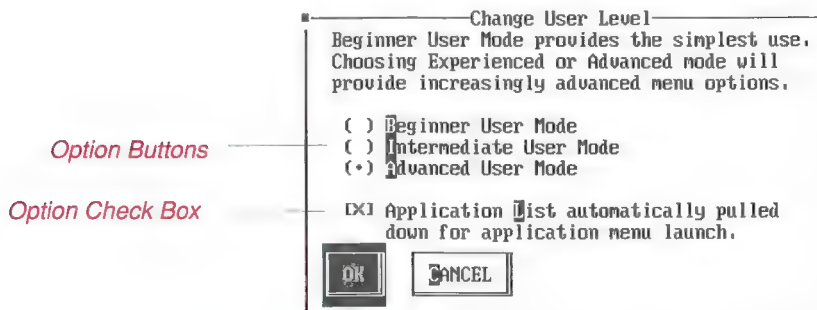 Change User Level
Beginner User Mode provides the simplest use.
Choosing Experienced or Advanced mode will
provide increasingly advanced menu options.
( ) Beginner User Mode
( ) Intermediate User Mode
(•) Advanced User Mode
[X] Application List automatically pulled
down for application menu launch.
OK
CANCEL
Option Buttons
Option Check Box